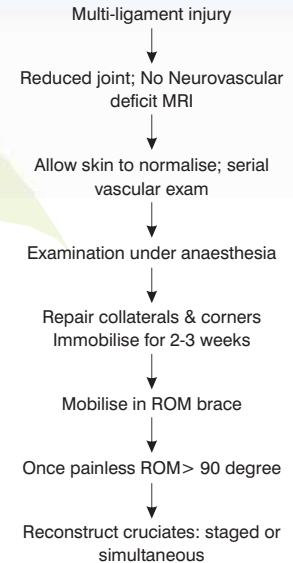 Multi-ligament injury
Reduced joint; No Neurovascular
deficit MRI
Allow skin to normalise; serial
vascular exam
Examination under anaesthesia
Repair collaterals & corners
Immobilise for 2-3 weeks
Mobilise in ROM brace
Once painless ROM> 90 degree
Reconstruct cruciates: staged or
simultaneous